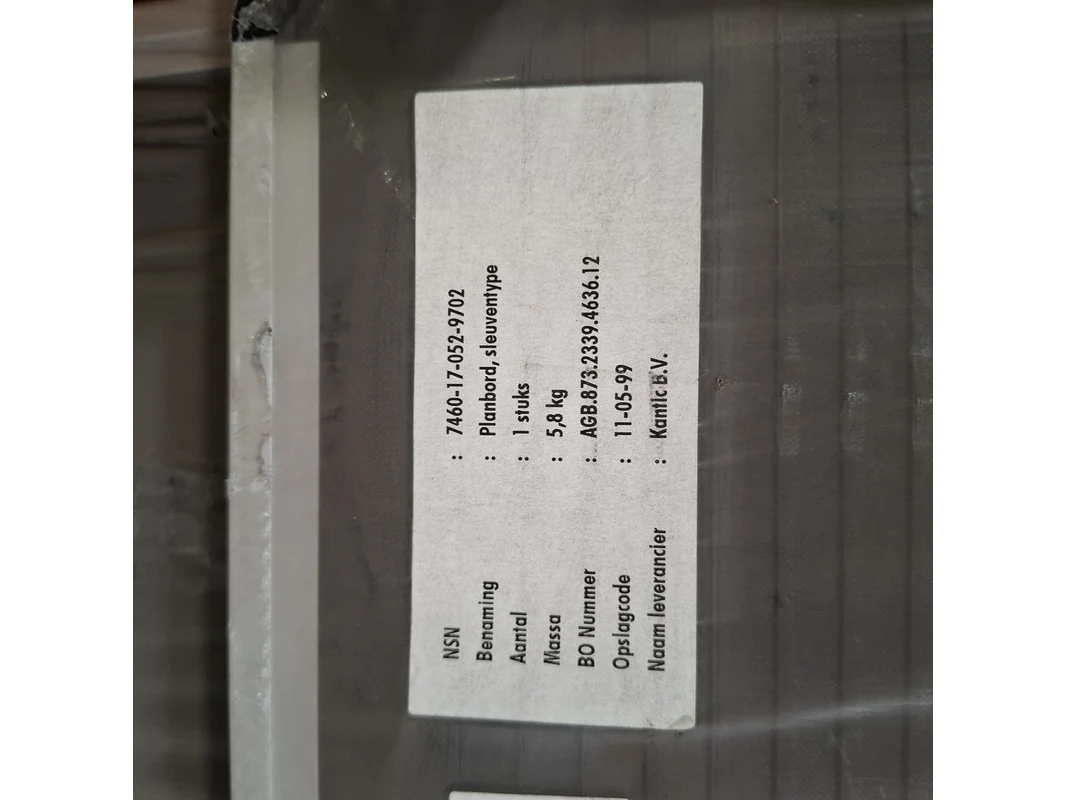 NSN : 7460-17-052-9702
Benaming : Planbord, sleuventype
Aantal : 1 stuks
Massa : 5,8 kg
BO Nummer : AGB.873.2339.4636.12
Opslagcode : 11-05-99
Naam leverancier : Kantic B.V.